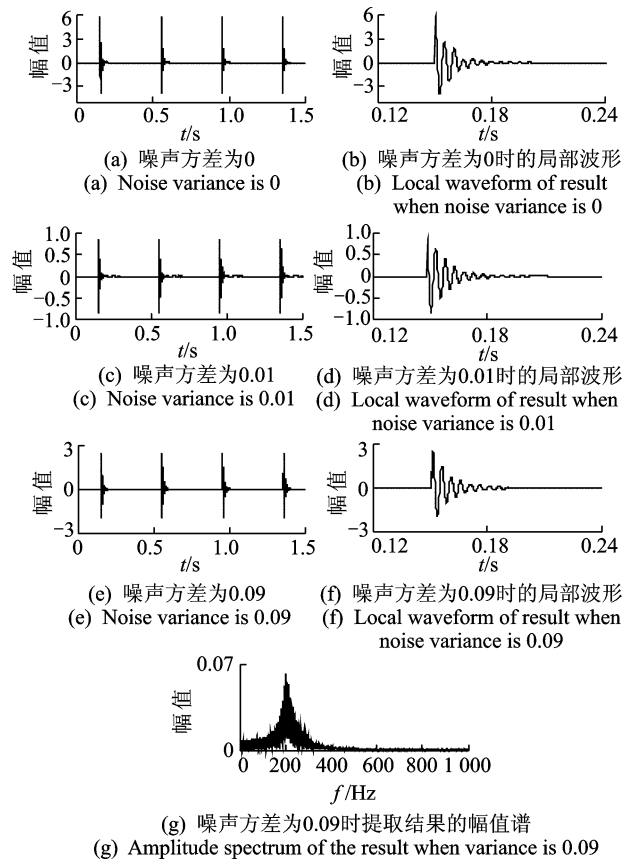 幅值
6
3
0
−3
0 0.5 1.0 1.5
t/s
(a) 噪声方差为0
(a) Noise variance is 0
幅值
6
3
0
−3
0.12 0.18 0.24
t/s
(b) 噪声方差为0时的局部波形
(b) Local waveform of result
when noise variance is 0
幅值
1.0
0.5
0
−0.5
−1.0
0 0.5 1.0 1.5
t/s
(c) 噪声方差为0.01
(c) Noise variance is 0.01
幅值
1.0
0.5
0
−0.5
−1.0
0.12 0.18 0.24
t/s
(d) 噪声方差为0.01时的局部波形
(d) Local waveform of result when
noise variance is 0.01
幅值
3
0
−3
0 0.5 1.0 1.5
t/s
(e) 噪声方差为0.09
(e) Noise variance is 0.09
幅值
3
0
−3
0.12 0.18 0.24
t/s
(f) 噪声方差为0.09时的局部波形
(f) Local waveform of result when
noise variance is 0.09
幅值
0.07
0
0 200 400 600 800 1 000
f/Hz
(g) 噪声方差为0.09时提取结果的幅值谱
(g) Amplitude spectrum of the result when variance is 0.09